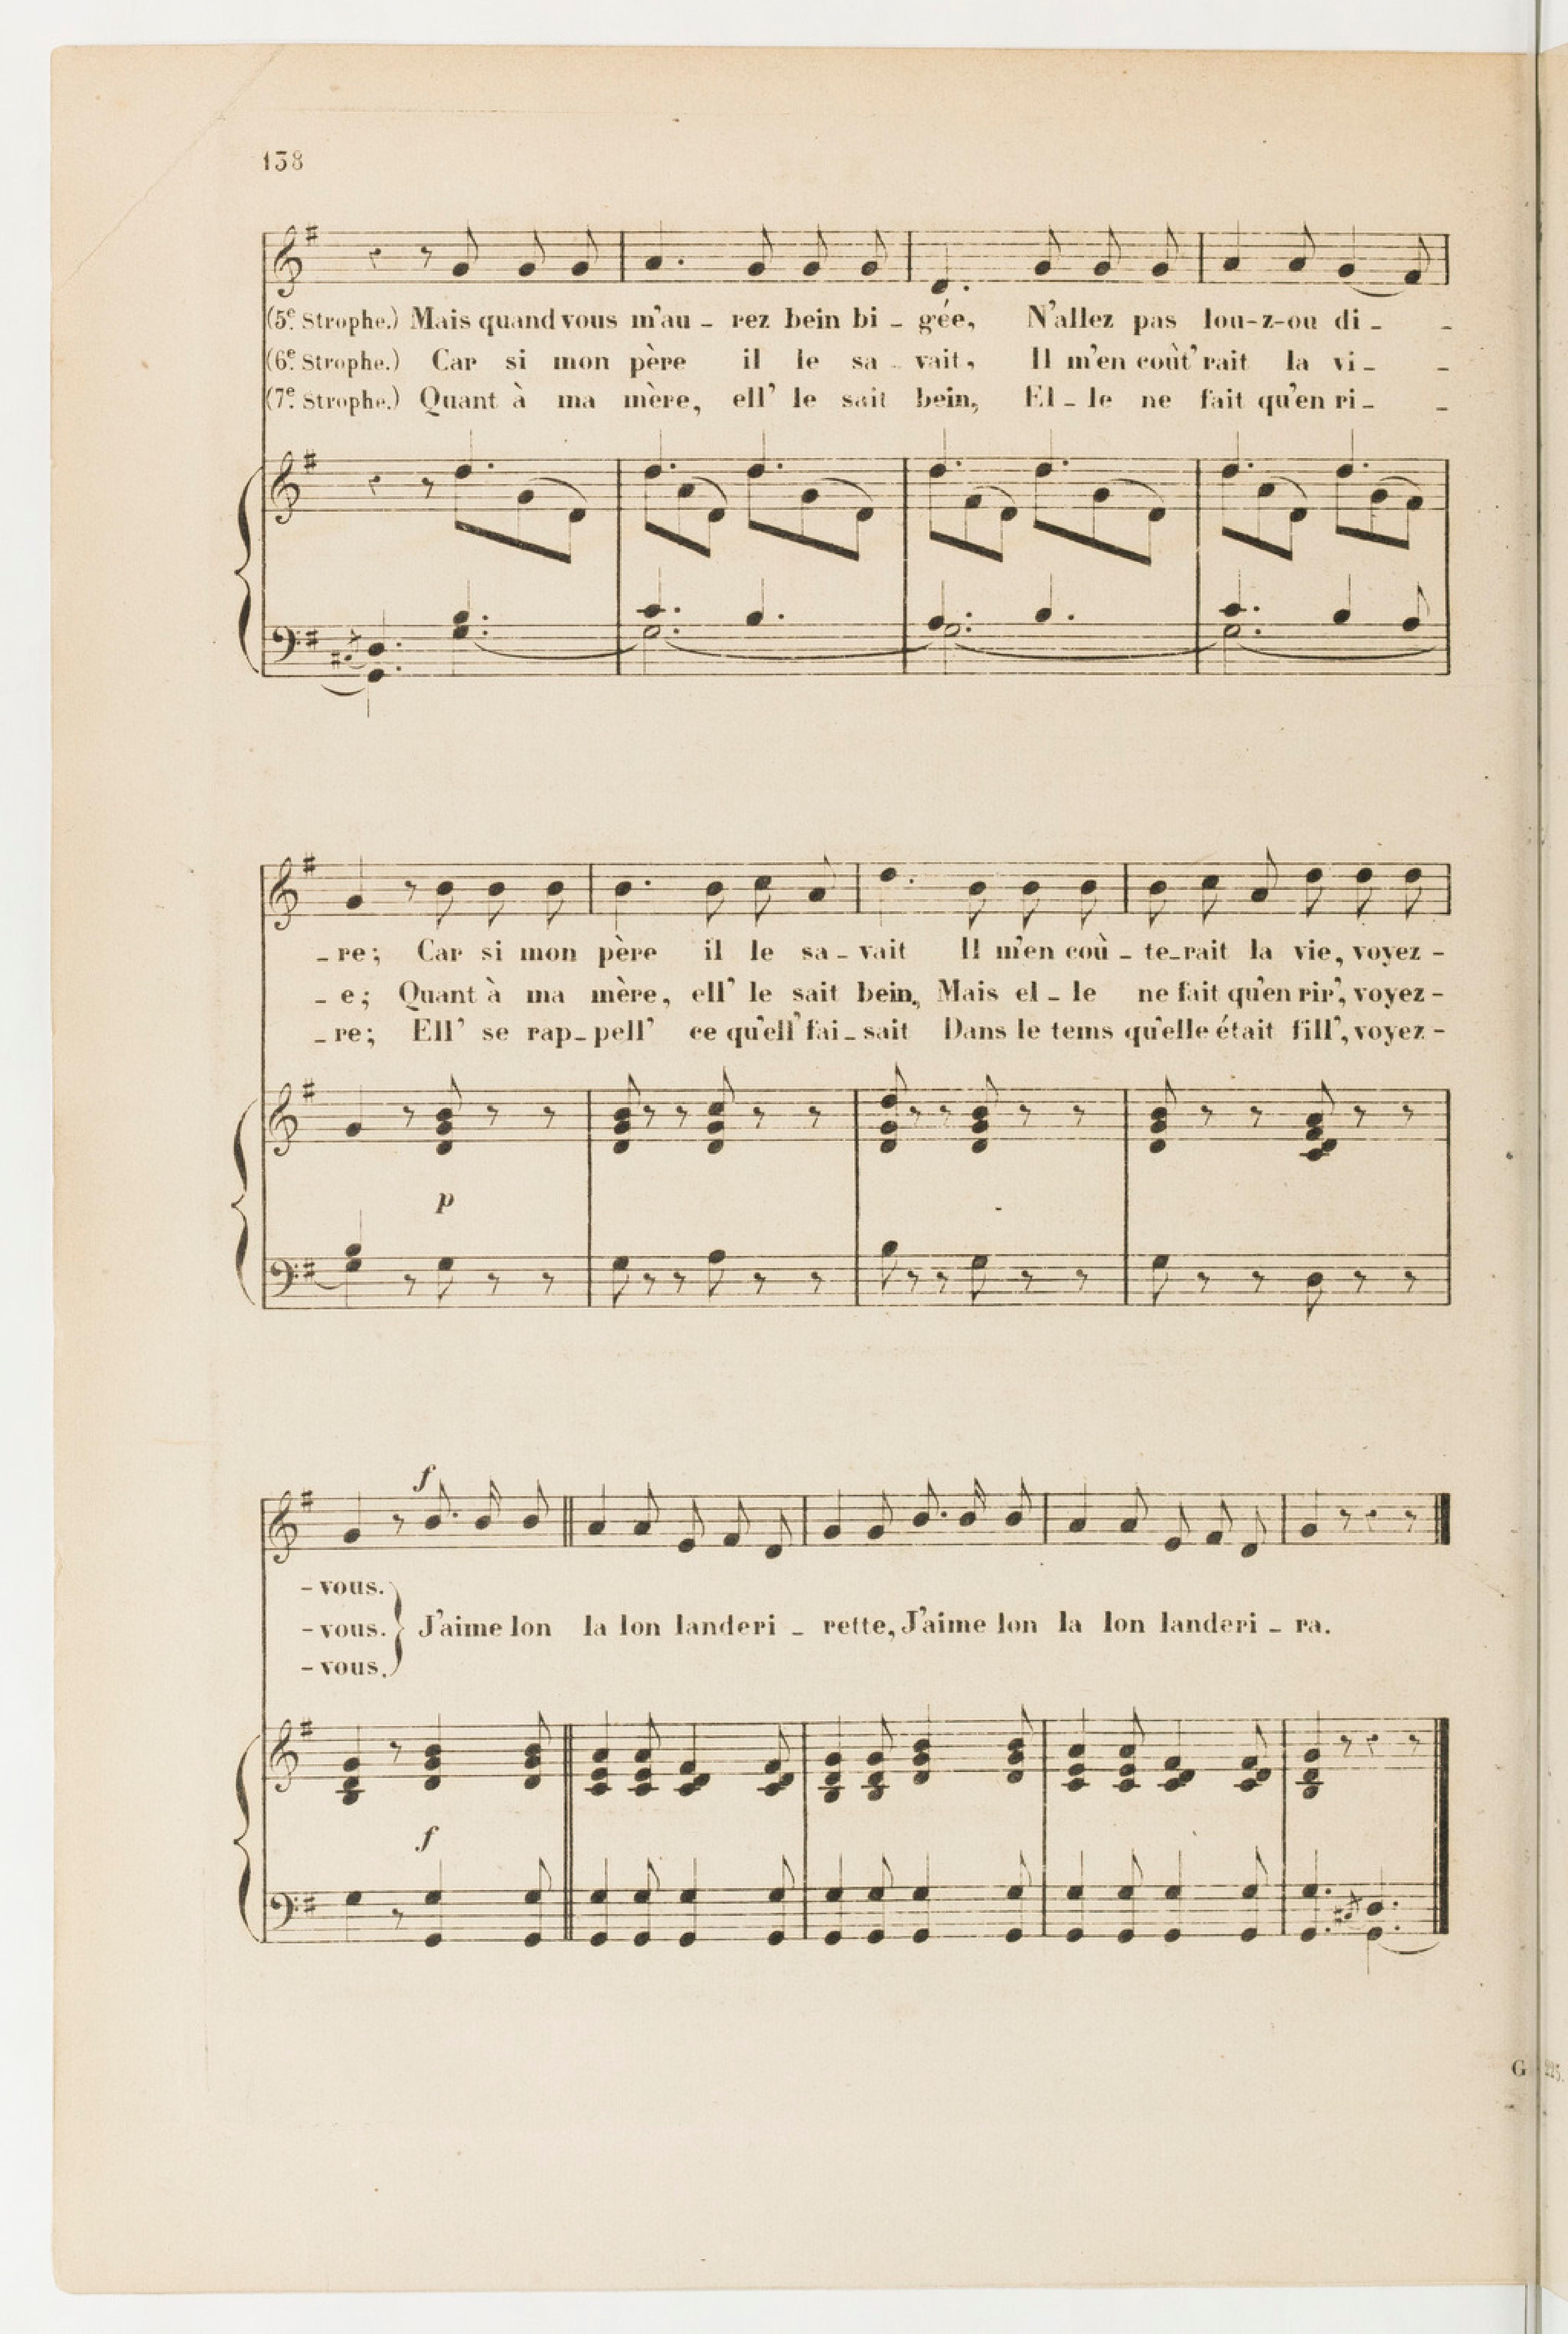 138
(5e. Strophe.) Mais quand vous m'au - rez bein bi - gée, N'allez pas lou-z-ou di - -
(6e. Strophe.) Car si mon père il le sa - vait, Il m'en coût'rait la vi - -
(7e. Strophe.) Quant à ma mère, ell' le sait bein, El - le ne fait qu'en ri - -
- re; Car si mon père il le sa - vait Il m'en coû - te-rait la vie, voyez -
- e; Quant à ma mère, ell' le sait bein, Mais el - le ne fait qu'en rir', voyez -
- re; Ell' se rap - pell' ce qu'ell' fai - sait Dans le tems qu'elle était fill', voyez -
p
f
- vous.
- vous. J'aime lon la lon landeri - rette, J'aime lon la lon landeri - ra.
- vous.
f
G